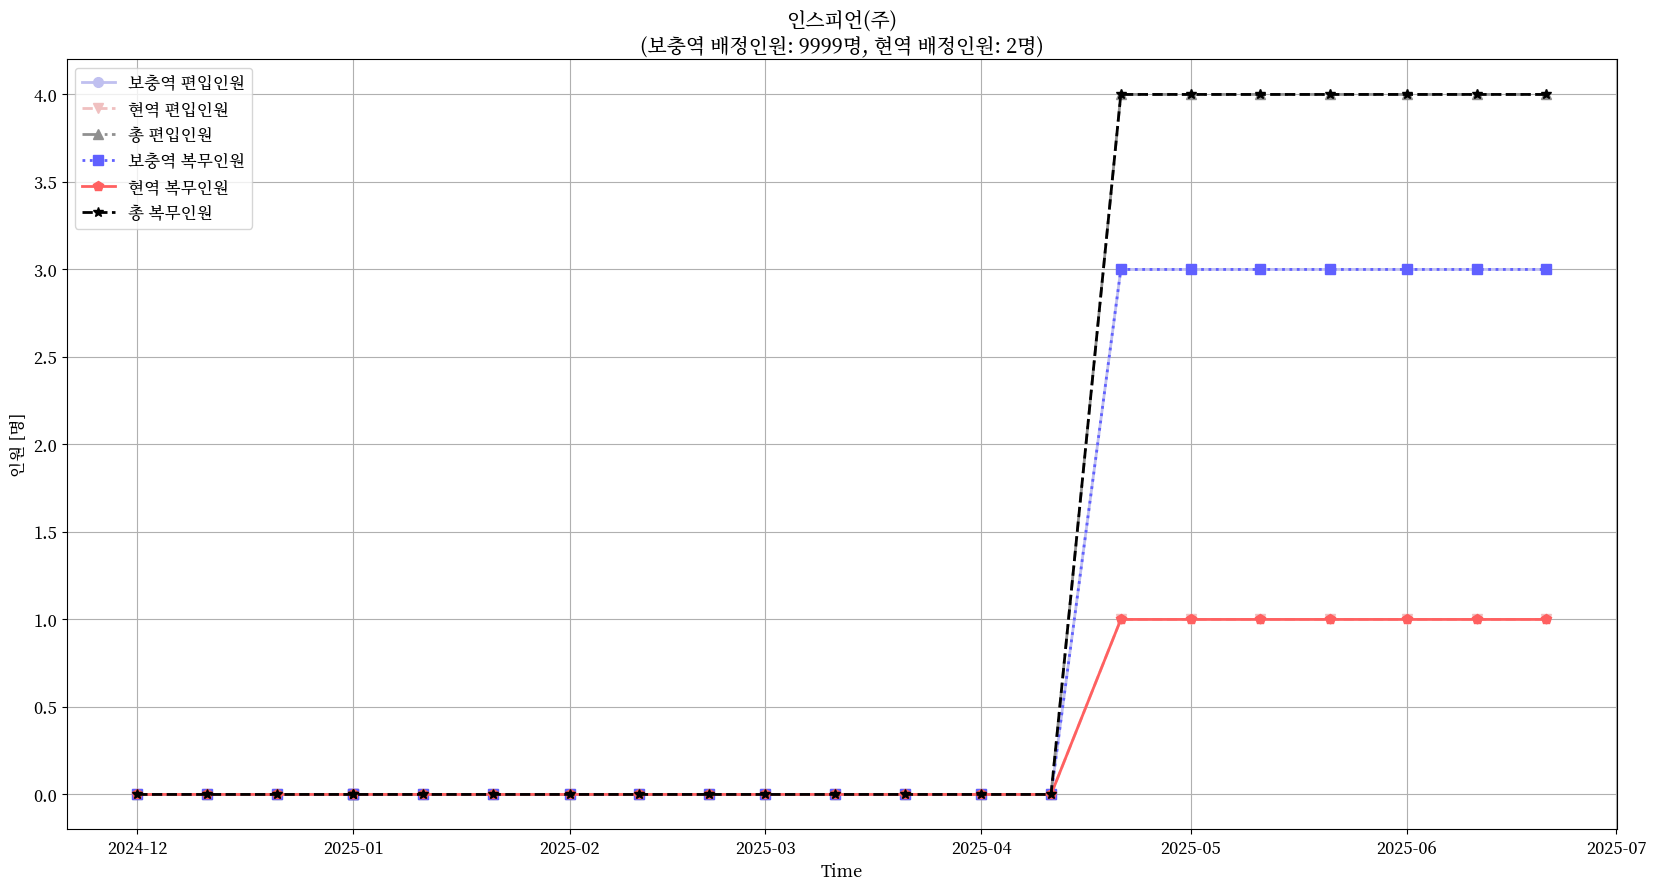 인스피언(주)
(보충역 배정인원: 9999명, 현역 배정인원: 2명)
보충역 편입인원
현역 편입인원
총 편입인원
보충역 복무인원
현역 복무인원
총 복무인원
4.0
3.5
3.0
2.5
2.0
1.5
1.0
0.5
0.0
인원 [명]
2024-12
2025-01
2025-02
2025-03
2025-04
2025-05
2025-06
2025-07
Time